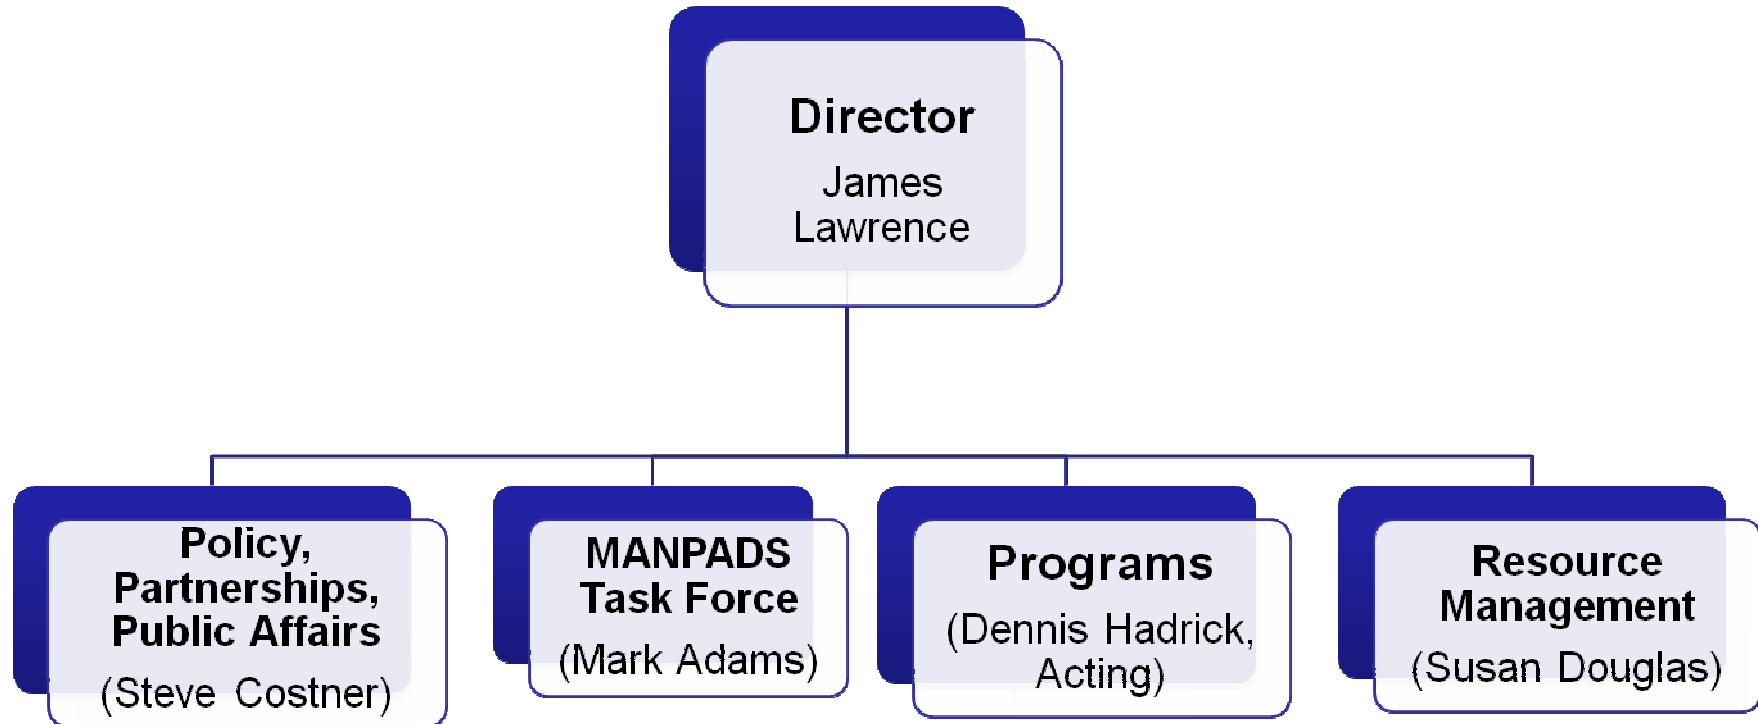 Director
James
Lawrence
Policy,
Partnerships,
Public Affairs
(Steve Costner)
MANPADS
Task Force
(Mark Adams)
Programs
(Dennis Hadrick,
Acting)
Resource
Management
(Susan Douglas)